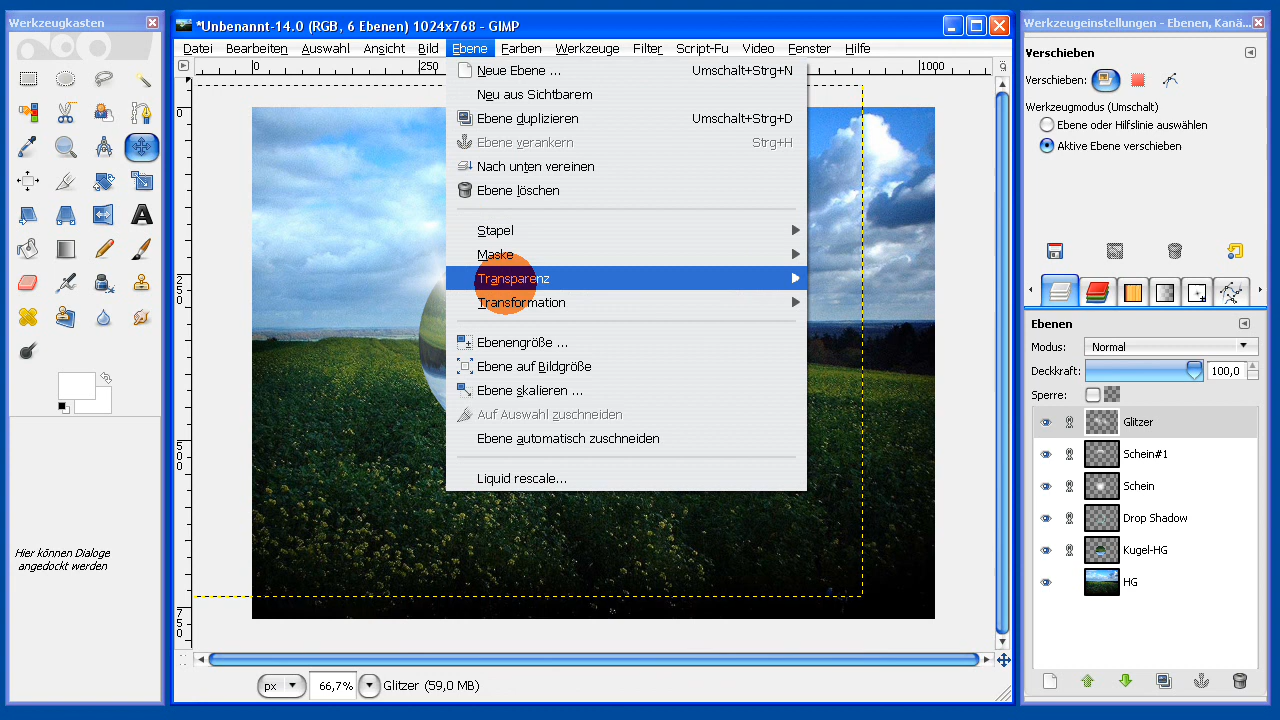 Werkzeugkasten
Hier können Dialoge
angedockt werden
*Unbenannt-14.0 (RGB, 6 Ebenen) 1024x768 - GIMP
Datei Bearbeiten Auswahl Ansicht Bild Ebene Farben Werkzeuge Filter Script-Fu Video Fenster Hilfe
0 250 1000
0
250
500
750
Neue Ebene ... Umschalt+Strg+N
Neu aus Sichtbarem
Ebene duplizieren Umschalt+Strg+D
Ebene verankern Strg+H
Nach unten vereinen
Ebene löschen
Stapel
Maske
Transparenz
Transformation
Ebenengröße ...
Ebene auf Bildgröße
Ebene skalieren ...
Auf Auswahl zuschneiden
Ebene automatisch zuschneiden
Liquid rescale...
px 66,7% Glitzer (59,0 MB)
Werkzeugeinstellungen - Ebenen, Kanä...
Verschieben
Verschieben:
Werkzeugmodus (Umschalt)
Ebene oder Hilfslinie auswählen
Aktive Ebene verschieben
Ebenen
Modus: Normal
Deckkraft: 100,0
Sperre:
Glitzer
Schein#1
Schein
Drop Shadow
Kugel-HG
HG